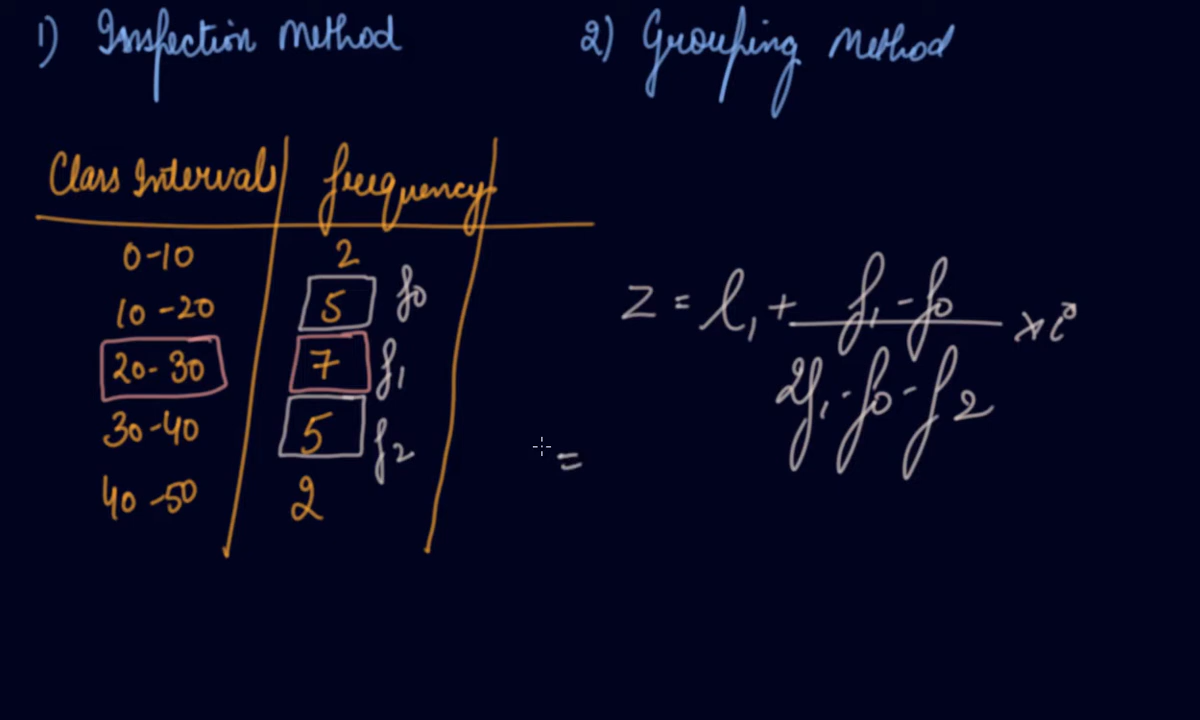 1) Inspection Method 2) Grouping Method
Class Intervals frequency
0-10 2
10-20 5 f0
20-30 7 f1
30-40 5 f2
40-50 2
Z = l1 + f1 - f0 / 2f1 - f0 - f2 × i
=